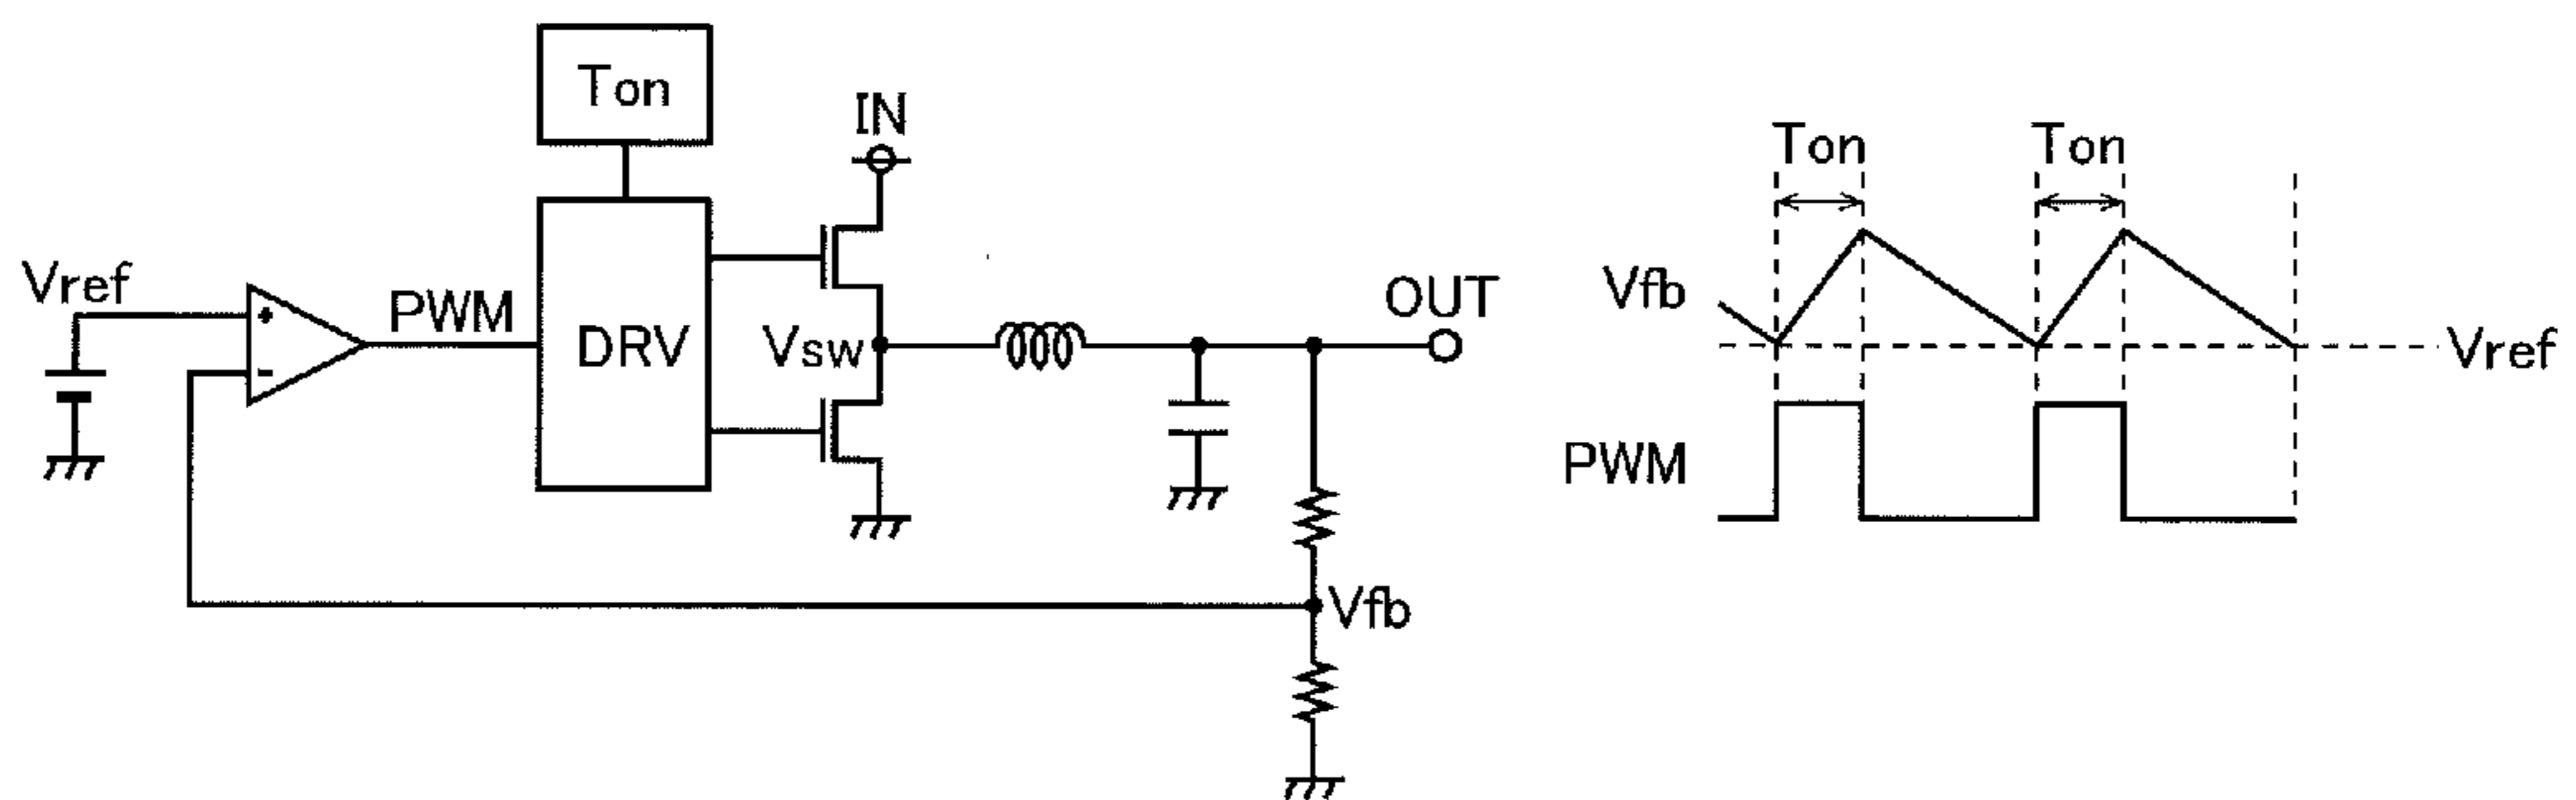 Ton
IN
Vref
+
PWM
-
DRV
Vsw
OUT
Vfb
Ton Ton
Vfb
Vref
PWM